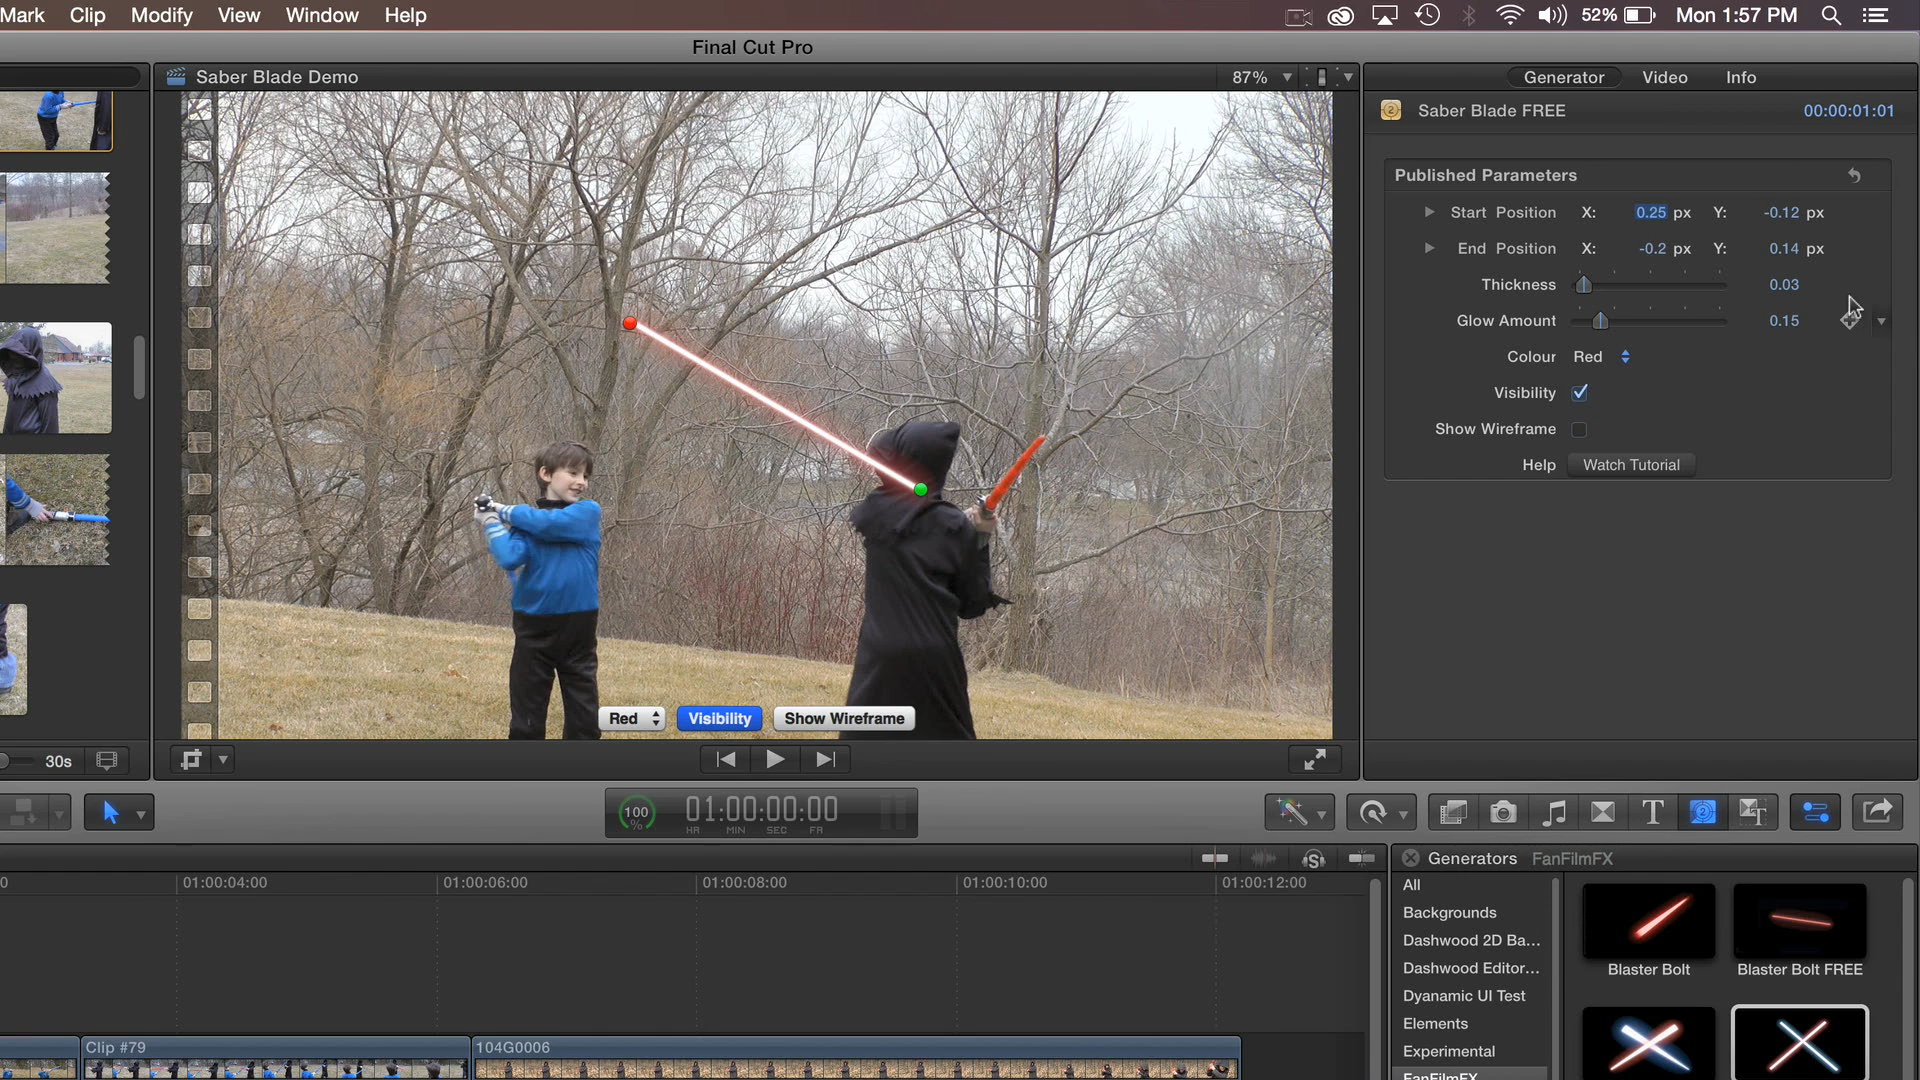 Mark Clip Modify View Window Help 52% Mon 1:57 PM
Final Cut Pro
Saber Blade Demo 87% Generator Video Info
Saber Blade FREE 00:00:01:01
Published Parameters
Start Position X: 0.25 px Y: -0.12 px
End Position X: -0.2 px Y: 0.14 px
Thickness 0.03
Glow Amount 0.15
Colour Red
Visibility
Show Wireframe
Help Watch Tutorial
Red Visibility Show Wireframe
30s
100 % 01:00:00:00
HR MIN SEC FR
Generators FanFilmFX
0 01:00:04:00 01:00:06:00 01:00:08:00 01:00:10:00 01:00:12:00
All
Backgrounds
Dashwood 2D Ba...
Dashwood Editor...
Blaster Bolt Blaster Bolt FREE
Dyanamic UI Test
Elements
Experimental
FanFilmFX
Clip #79 104G0006